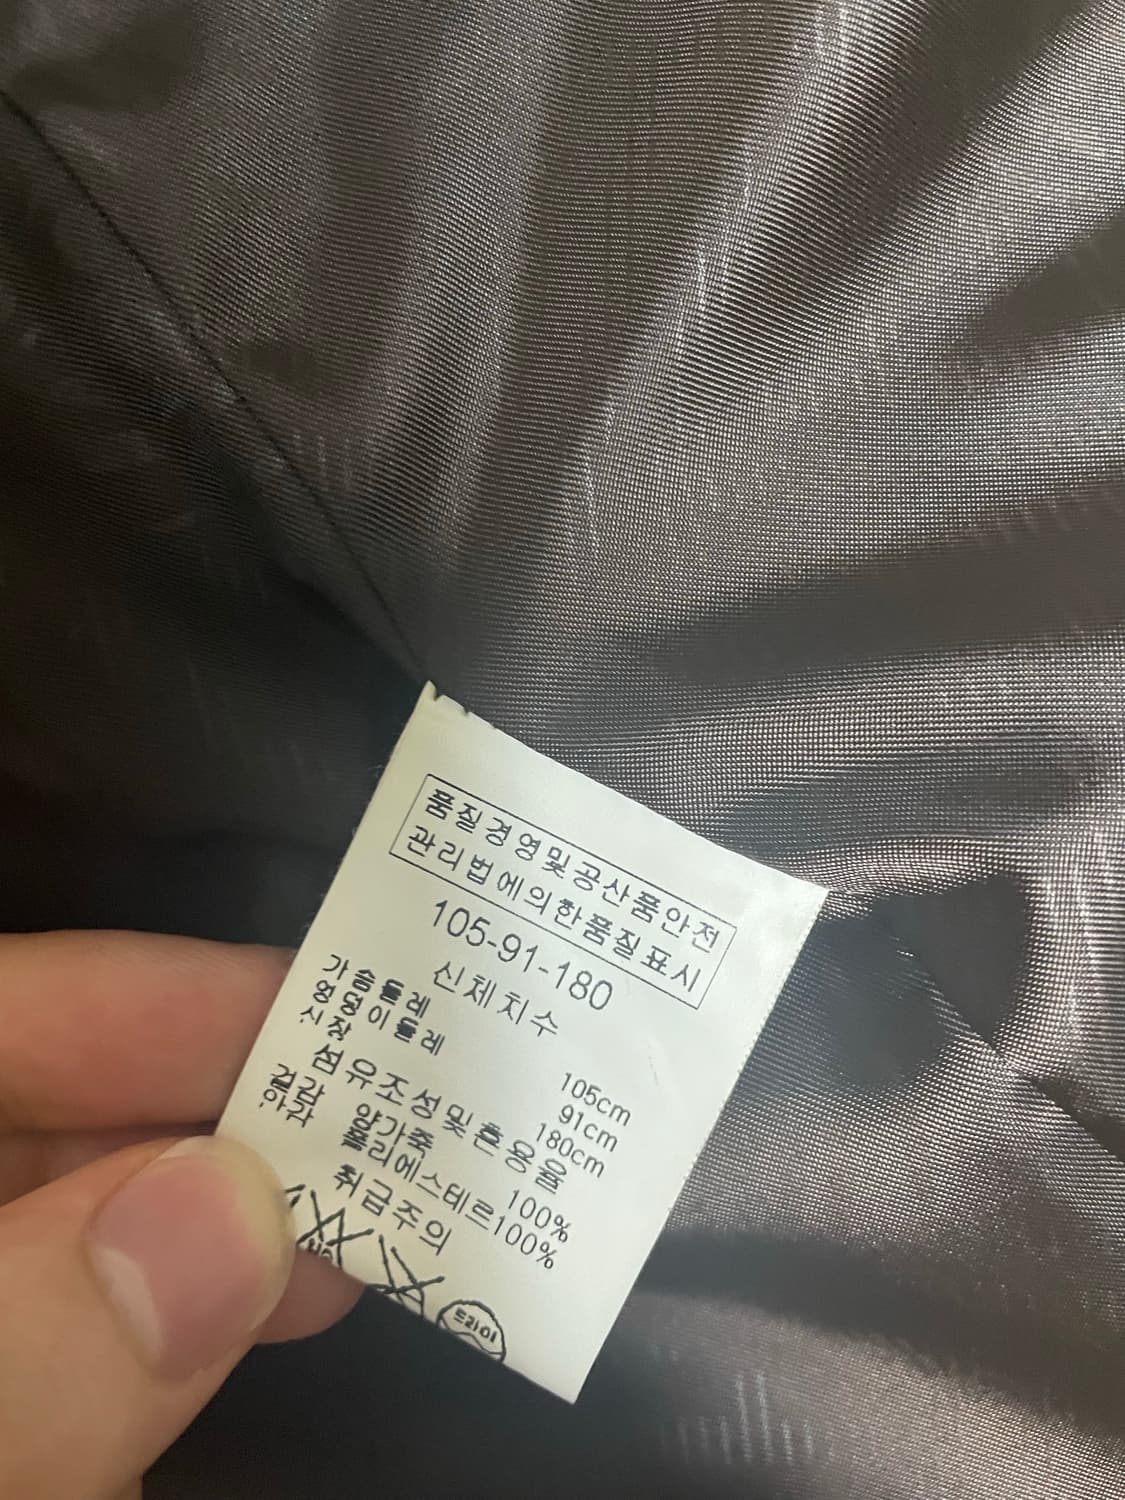 품질경영및공산품안전
관리법에의한품질표시
105-91-180
신체치수
가슴둘레 105cm
엉덩이둘레 91cm
신장 180cm
섬유조성및혼용율
겉감 양가죽 100%
안감 폴리에스테르 100%
취급주의
드라이